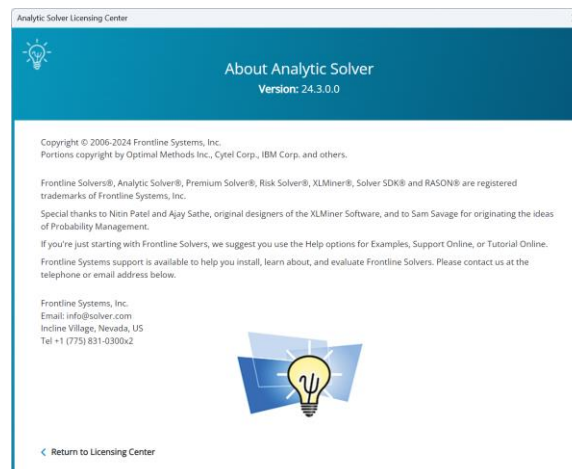 Analytic Solver Licensing Center
About Analytic Solver
Version: 24.3.0.0
Copyright © 2006-2024 Frontline Systems, Inc.
Portions copyright by Optimal Methods Inc., Cytel Corp., IBM Corp. and others.
Frontline Solvers®, Analytic Solver®, Premium Solver®, Risk Solver®, XLMiner®, Solver SDK® and RASON® are registered
trademarks of Frontline Systems, Inc.
Special thanks to Nitin Patel and Ajay Sathe, original designers of the XLMiner Software, and to Sam Savage for originating the ideas
of Probability Management.
If you're just starting with Frontline Solvers, we suggest you use the Help options for Examples, Support Online, or Tutorial Online.
Frontline Systems support is available to help you install, learn about, and evaluate Frontline Solvers. Please contact us at the
telephone or email address below.
Frontline Systems, Inc.
Email: info@solver.com
Incline Village, Nevada, US
Tel +1 (775) 831-0300x2
ψ
Return to Licensing Center